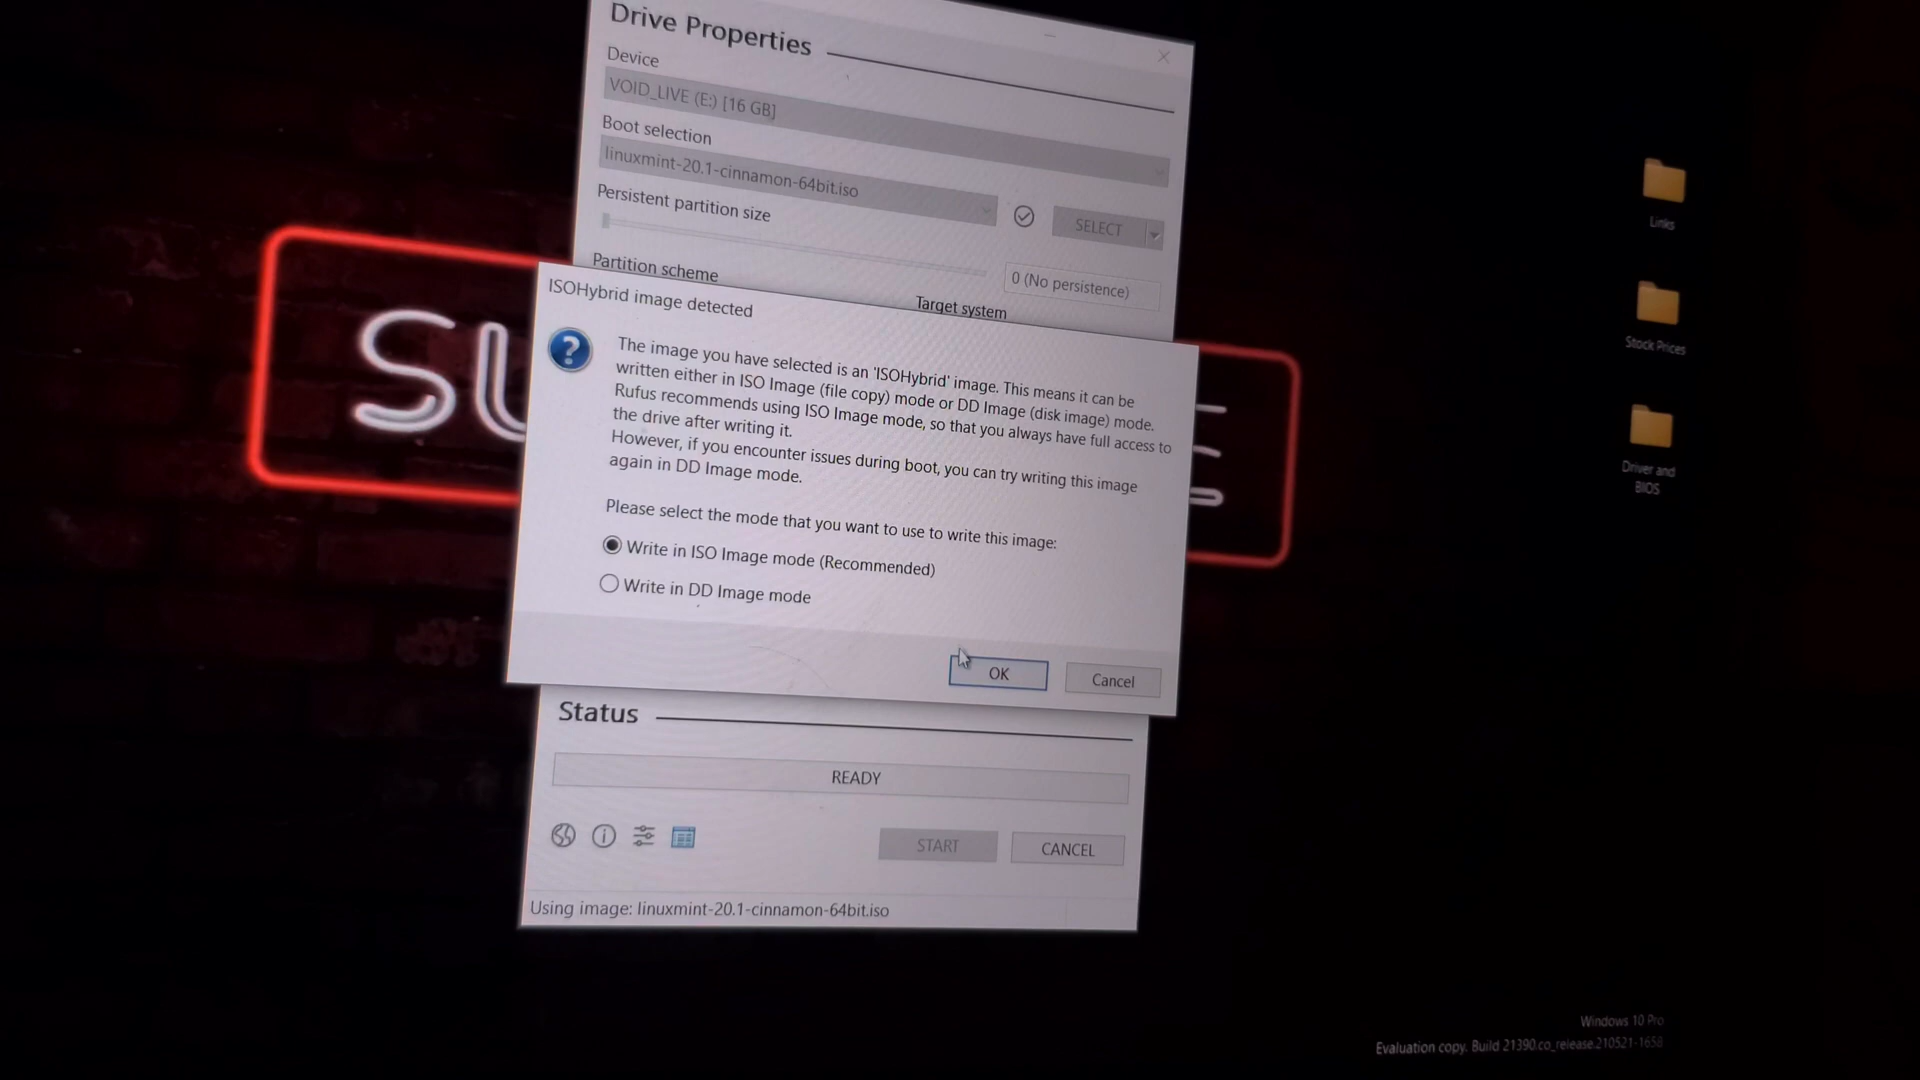 Drive Properties
Device
VOID_LIVE (E:) [16 GB]
Boot selection
linuxmint-20.1-cinnamon-64bit.iso
SELECT
Persistent partition size
0 (No persistence)
Partition scheme
Target system
ISOHybrid image detected
The image you have selected is an 'ISOHybrid' image. This means it can be
written either in ISO Image (file copy) mode or DD Image (disk image) mode.
Rufus recommends using ISO Image mode, so that you always have full access to
the drive after writing it.
However, if you encounter issues during boot, you can try writing this image
again in DD Image mode.
Please select the mode that you want to use to write this image:
Write in ISO Image mode (Recommended)
Write in DD Image mode
OK
Cancel
Status
READY
START
CANCEL
Using image: linuxmint-20.1-cinnamon-64bit.iso
Links
Stock Prices
Driver and
BIOS
Windows 10 Pro
Evaluation copy. Build 21390.co_release.210521-1658